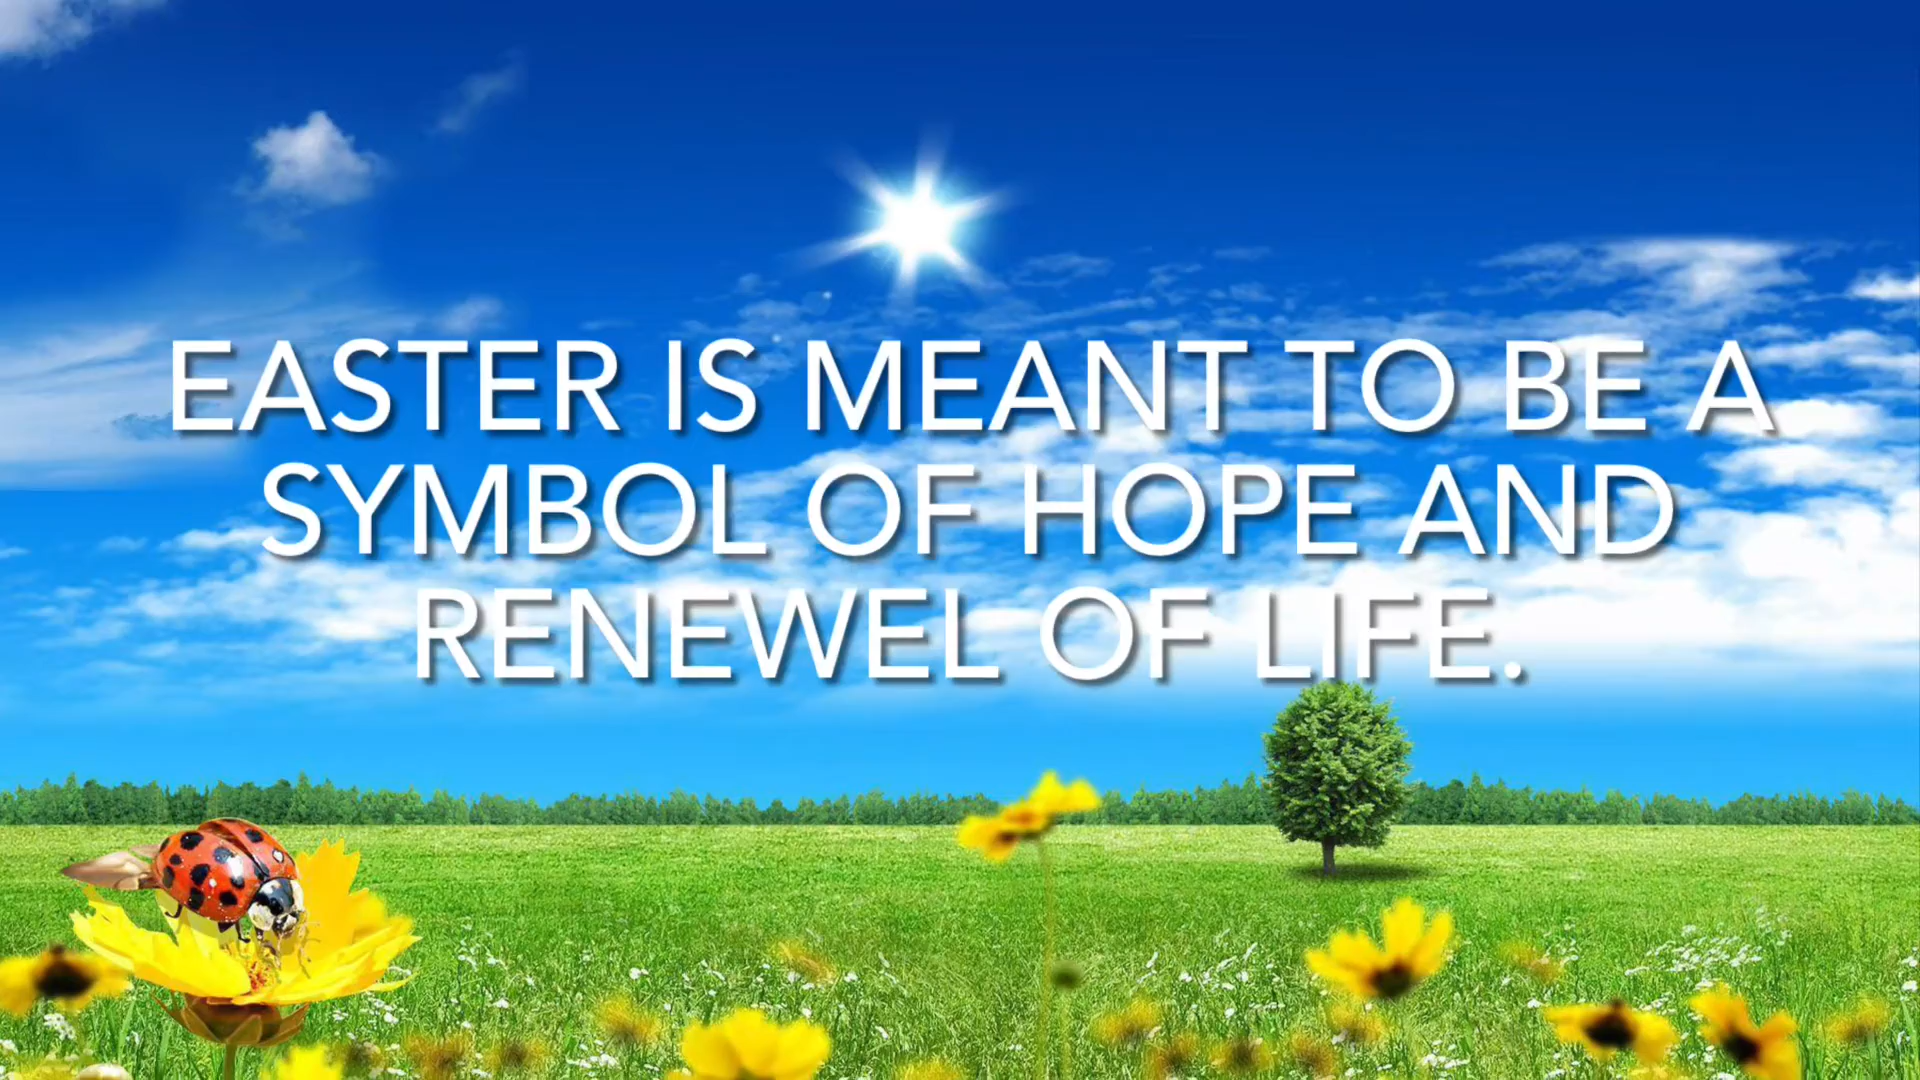 EASTER IS MEANT TO BE A
SYMBOL OF HOPE AND
RENEWEL OF LIFE.